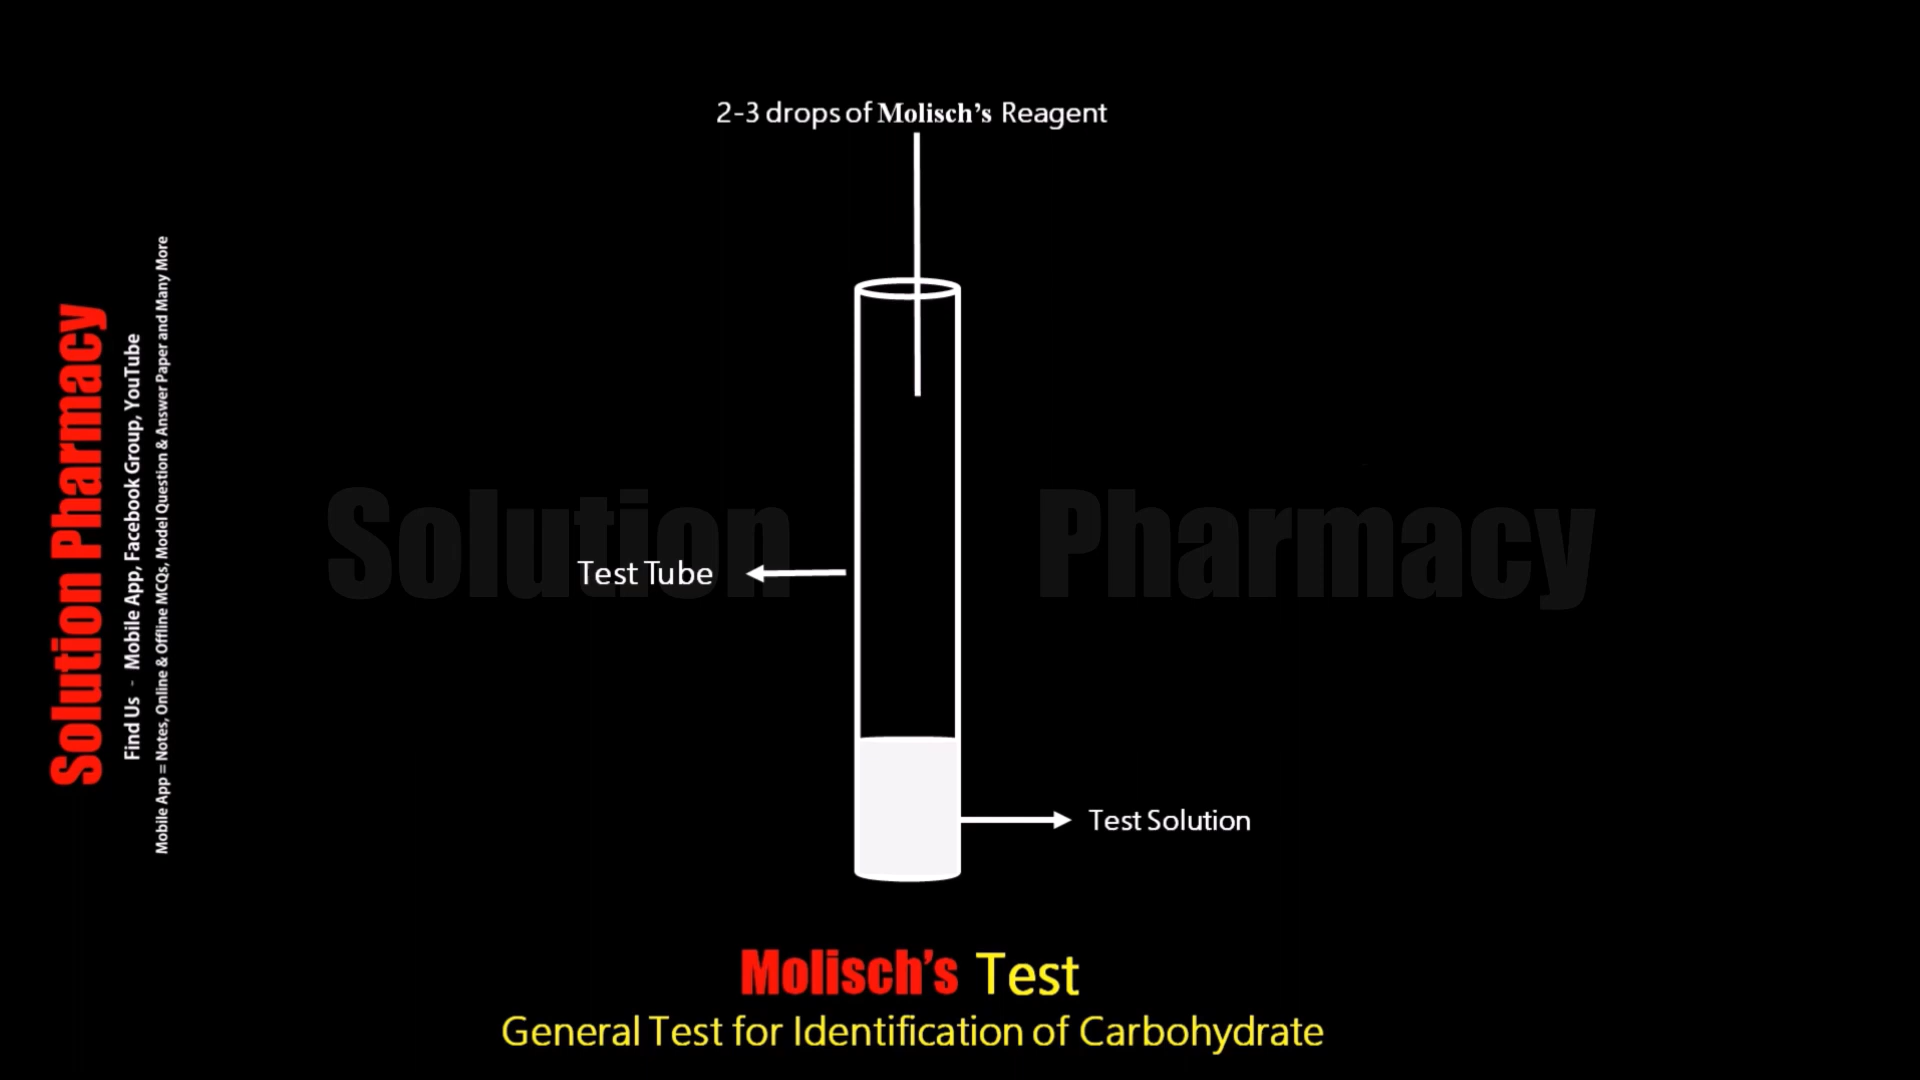 2-3 drops of Molisch's Reagent
Solution Pharmacy
Find Us - Mobile App, Facebook Group, YouTube
Mobile App = Notes, Online & Offline MCQs, Model Question & Answer Paper and Many More
Solution Pharmacy
Test Tube
Test Solution
Molisch's Test
General Test for Identification of Carbohydrate